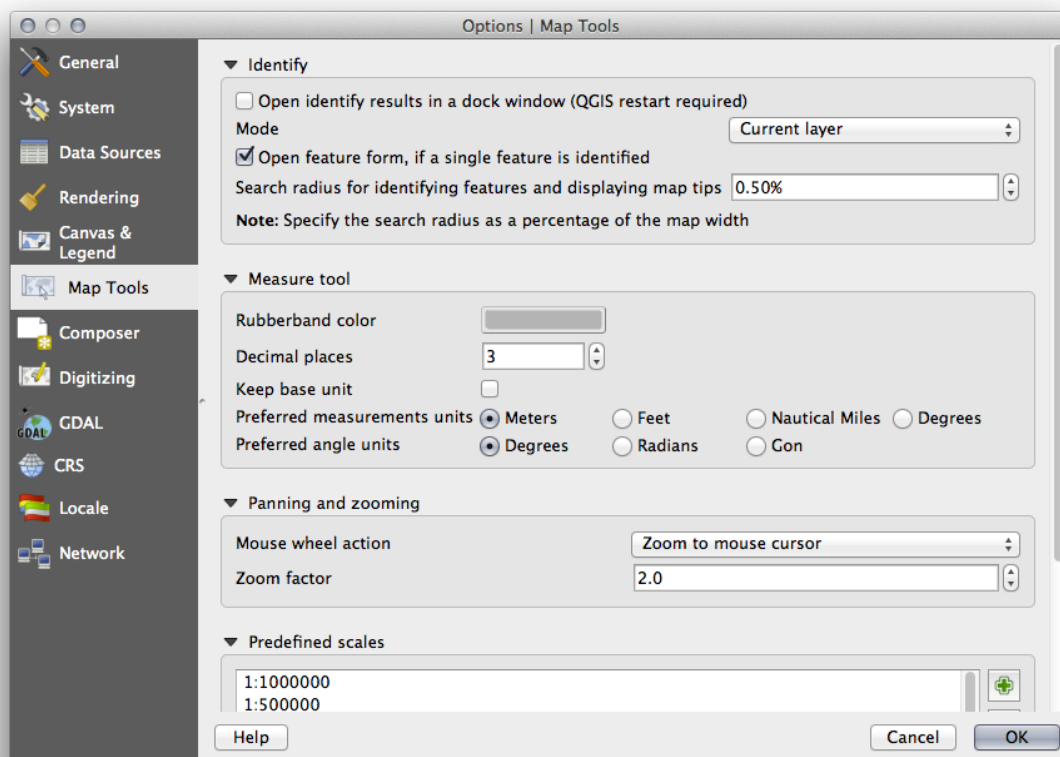 Options | Map Tools
General
System
Data Sources
Rendering
Canvas &
Legend
Map Tools
Composer
Digitizing
GDAL
GDAL
CRS
Locale
Network
Identify
Open identify results in a dock window (QGIS restart required)
Mode Current layer
Open feature form, if a single feature is identified
Search radius for identifying features and displaying map tips 0.50%
Note: Specify the search radius as a percentage of the map width
Measure tool
Rubberband color
Decimal places 3
Keep base unit
Preferred measurements units Meters Feet Nautical Miles Degrees
Preferred angle units Degrees Radians Gon
Panning and zooming
Mouse wheel action Zoom to mouse cursor
Zoom factor 2.0
Predefined scales
1:1000000
1:500000
Help Cancel OK